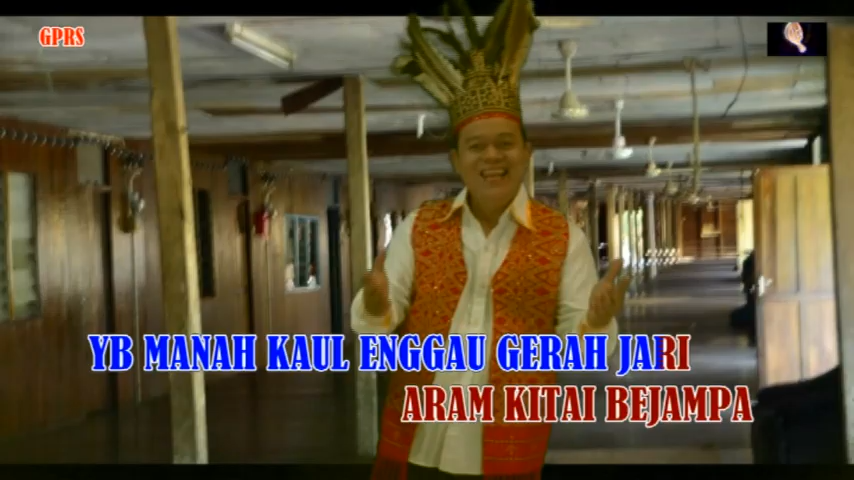 GPRS
YB MANAH KAUL ENGGAU GERAH JARI
ARAM KITAI BEJAMPA